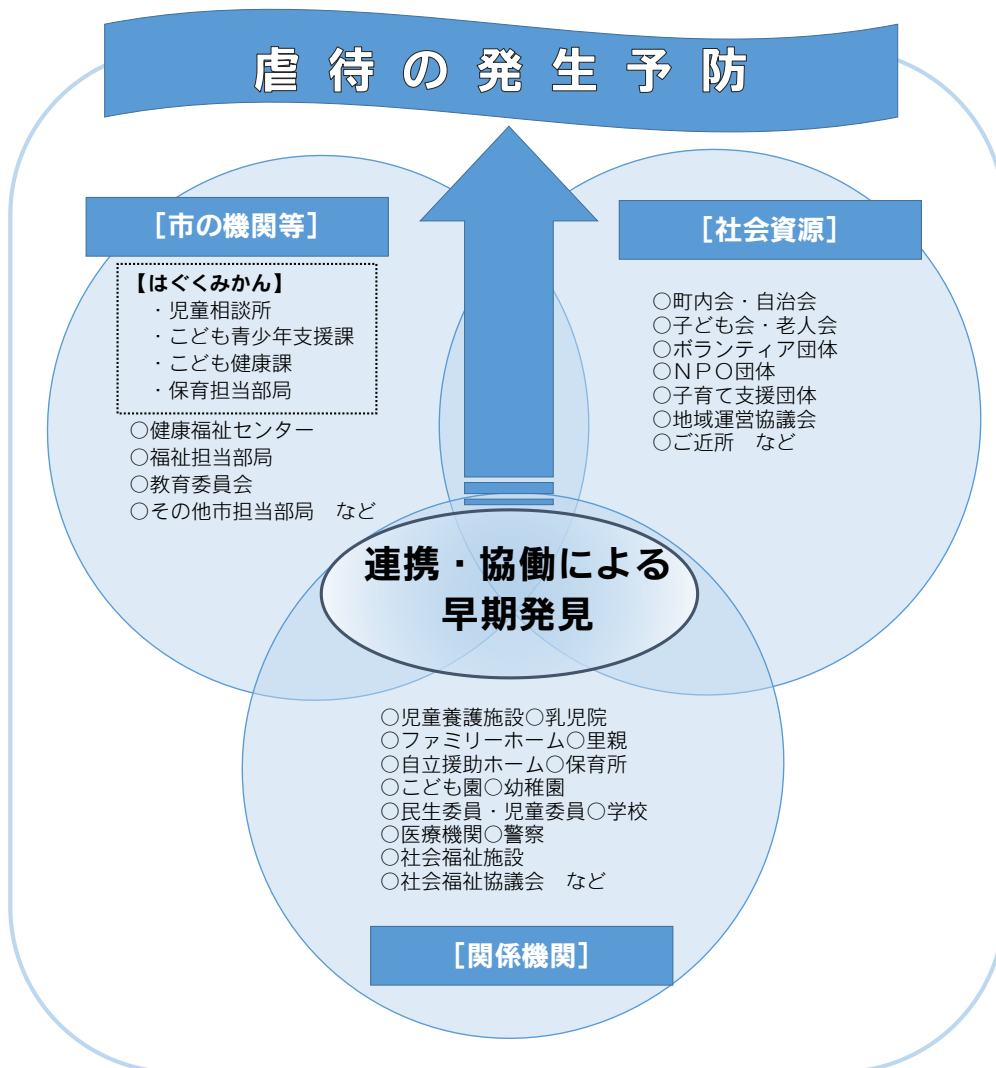 虐待の発生予防
［市の機関等］
【はぐくみかん】
・児童相談所
・こども青少年支援課
・こども健康課
・保育担当部局
○健康福祉センター
○福祉担当部局
○教育委員会
○その他市担当部局　など
［社会資源］
○町内会・自治会
○子ども会・老人会
○ボランティア団体
○ＮＰＯ団体
○子育て支援団体
○地域運営協議会
○ご近所　など
連携・協働による
早期発見
○児童養護施設○乳児院
○ファミリーホーム○里親
○自立援助ホーム○保育所
○こども園○幼稚園
○民生委員・児童委員○学校
○医療機関○警察
○社会福祉施設
○社会福祉協議会　など
［関係機関］